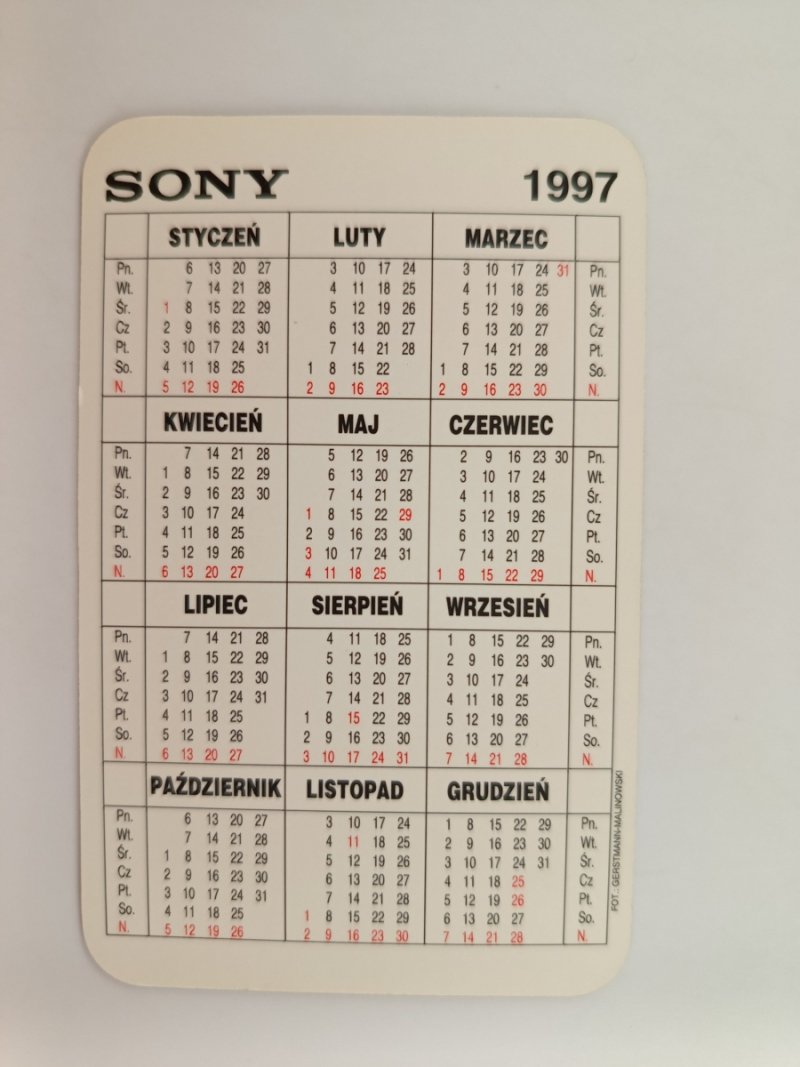 SONY 1997
STYCZEŃ LUTY MARZEC
Pn. 6 13 20 27 3 10 17 24 3 10 17 24 31 Pn.
Wt. 7 14 21 28 4 11 18 25 4 11 18 25 Wt.
Śr. 1 8 15 22 29 5 12 19 26 5 12 19 26 Śr.
Cz 2 9 16 23 30 6 13 20 27 6 13 20 27 Cz
Pt. 3 10 17 24 31 7 14 21 28 7 14 21 28 Pt.
So. 4 11 18 25 1 8 15 22 1 8 15 22 29 So.
N. 5 12 19 26 2 9 16 23 2 9 16 23 30 N.
KWIECIEŃ MAJ CZERWIEC
Pn. 7 14 21 28 5 12 19 26 2 9 16 23 30 Pn.
Wt. 1 8 15 22 29 6 13 20 27 3 10 17 24 Wt.
Śr. 2 9 16 23 30 7 14 21 28 4 11 18 25 Śr.
Cz 3 10 17 24 1 8 15 22 29 5 12 19 26 Cz
Pt. 4 11 18 25 2 9 16 23 30 6 13 20 27 Pt.
So. 5 12 19 26 3 10 17 24 31 7 14 21 28 So.
N. 6 13 20 27 4 11 18 25 1 8 15 22 29 N.
LIPIEC SIERPIEŃ WRZESIEŃ
Pn. 7 14 21 28 4 11 18 25 1 8 15 22 29 Pn.
Wt. 1 8 15 22 29 5 12 19 26 2 9 16 23 30 Wt.
Śr. 2 9 16 23 30 6 13 20 27 3 10 17 24 Śr.
Cz 3 10 17 24 31 7 14 21 28 4 11 18 25 Cz
Pt. 4 11 18 25 1 8 15 22 29 5 12 19 26 Pt.
So. 5 12 19 26 2 9 16 23 30 6 13 20 27 So.
N. 6 13 20 27 3 10 17 24 31 7 14 21 28 N.
PAŹDZIERNIK LISTOPAD GRUDZIEŃ
Pn. 6 13 20 27 3 10 17 24 1 8 15 22 29 Pn.
Wt. 7 14 21 28 4 11 18 25 2 9 16 23 30 Wt.
Śr. 1 8 15 22 29 5 12 19 26 3 10 17 24 31 Śr.
Cz 2 9 16 23 30 6 13 20 27 4 11 18 25 Cz
Pt. 3 10 17 24 31 7 14 21 28 5 12 19 26 Pt.
So. 4 11 18 25 1 8 15 22 29 6 13 20 27 So.
N. 5 12 19 26 2 9 16 23 30 7 14 21 28 N.
FOT.: GERSTMANN-MALINOWSKI